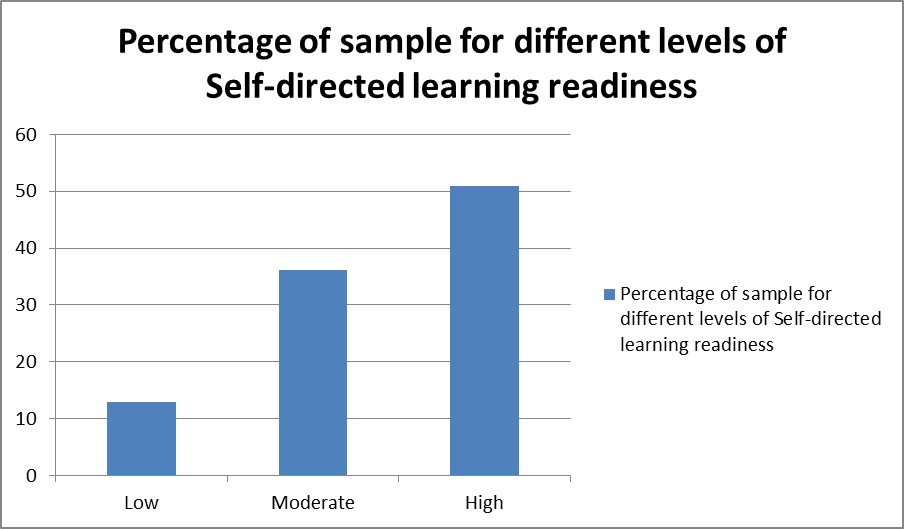 Percentage of sample for different levels of
Self-directed learning readiness
60
50
40
30
20
10
0
Low
Moderate
High
Percentage of sample for
different levels of Self-directed
learning readiness